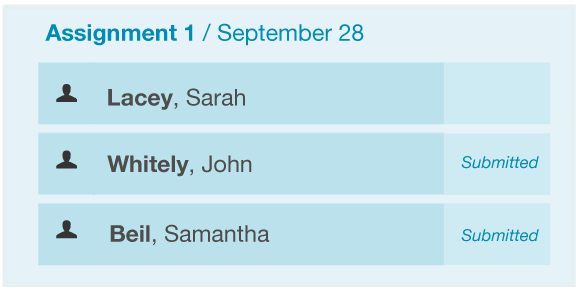 Assignment 1 / September 28
Lacey, Sarah
Whitely, John
Submitted
Beil, Samantha
Submitted